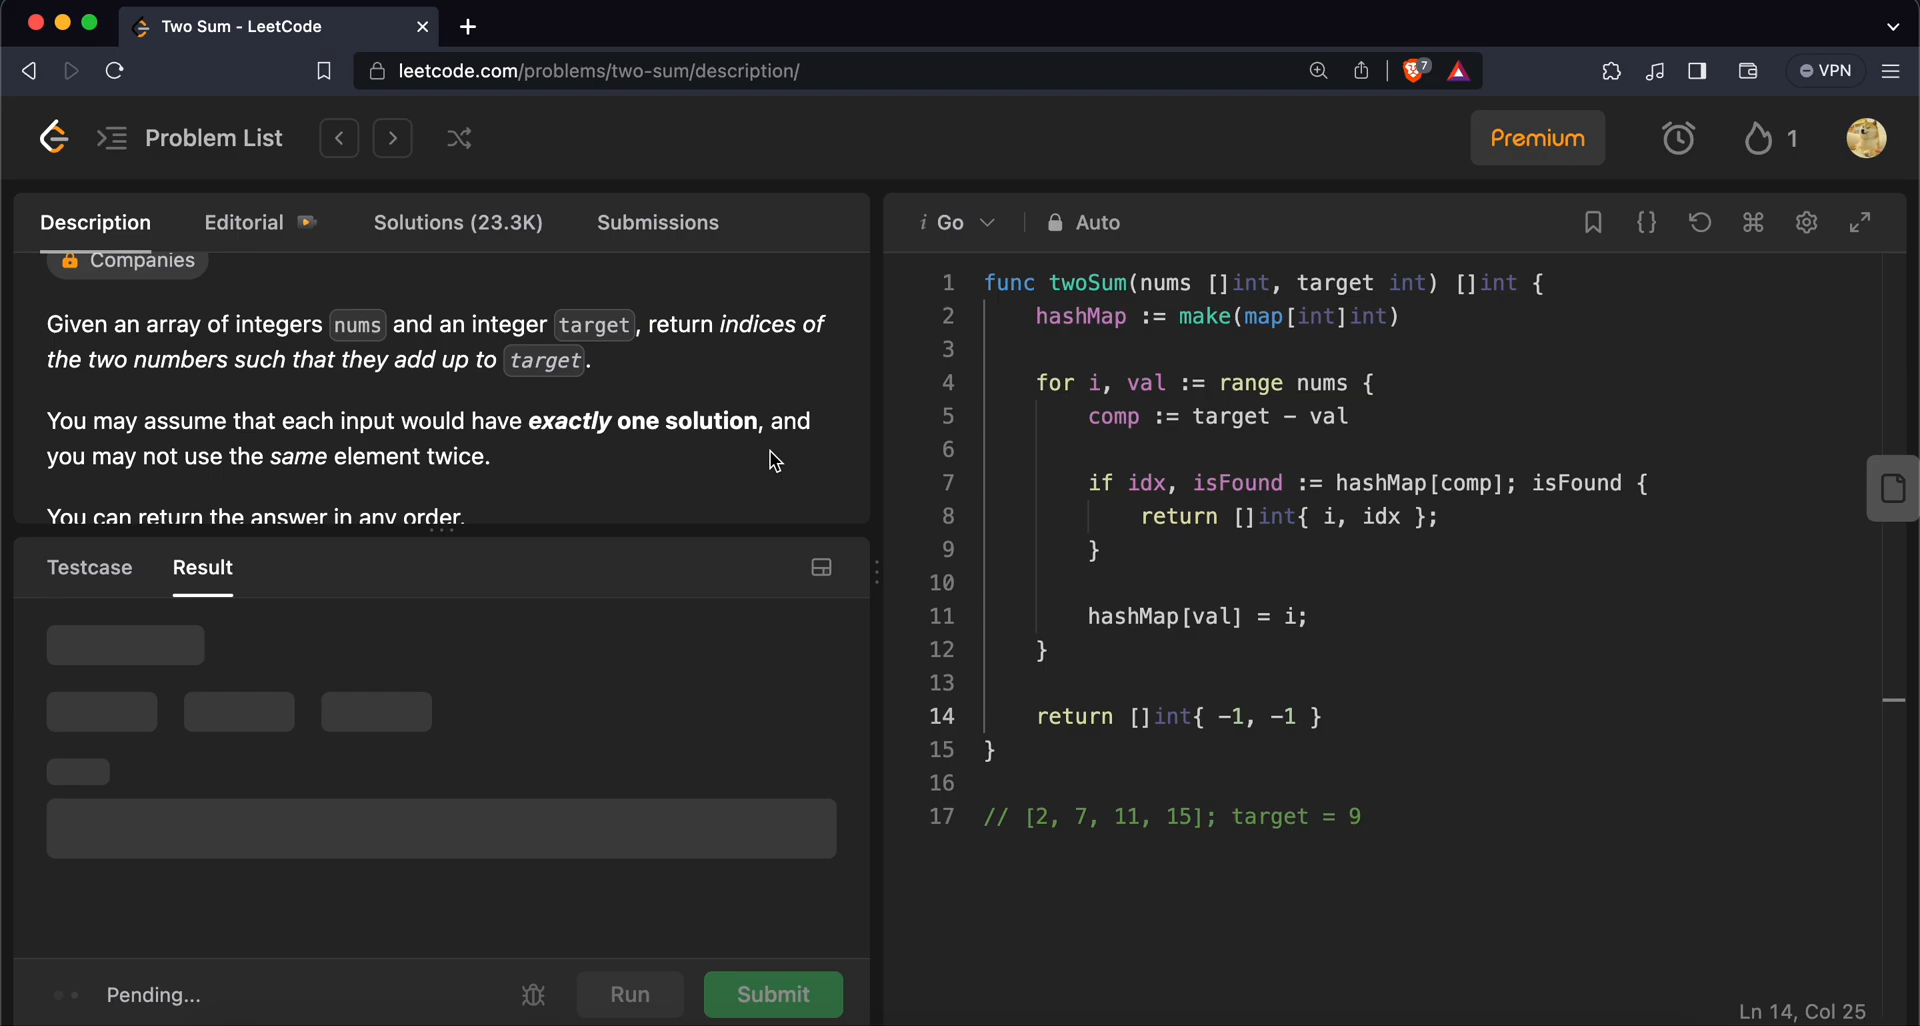 Two Sum - LeetCode
leetcode.com/problems/two-sum/description/
7
VPN
Problem List
Premium
1
Description Editorial Solutions (23.3K) Submissions
Companies
Given an array of integers nums and an integer target, return indices of
the two numbers such that they add up to target.
You may assume that each input would have exactly one solution, and
you may not use the same element twice.
You can return the answer in any order.
Testcase Result
Pending...
Run
Submit
i Go
Auto
1 func twoSum(nums []int, target int) []int {
2 hashMap := make(map[int]int)
3
4 for i, val := range nums {
5 comp := target - val
6
7 if idx, isFound := hashMap[comp]; isFound {
8 return []int{ i, idx };
9 }
10
11 hashMap[val] = i;
12 }
13
14 return []int{ -1, -1 }
15 }
16
17 // [2, 7, 11, 15]; target = 9
Ln 14, Col 25